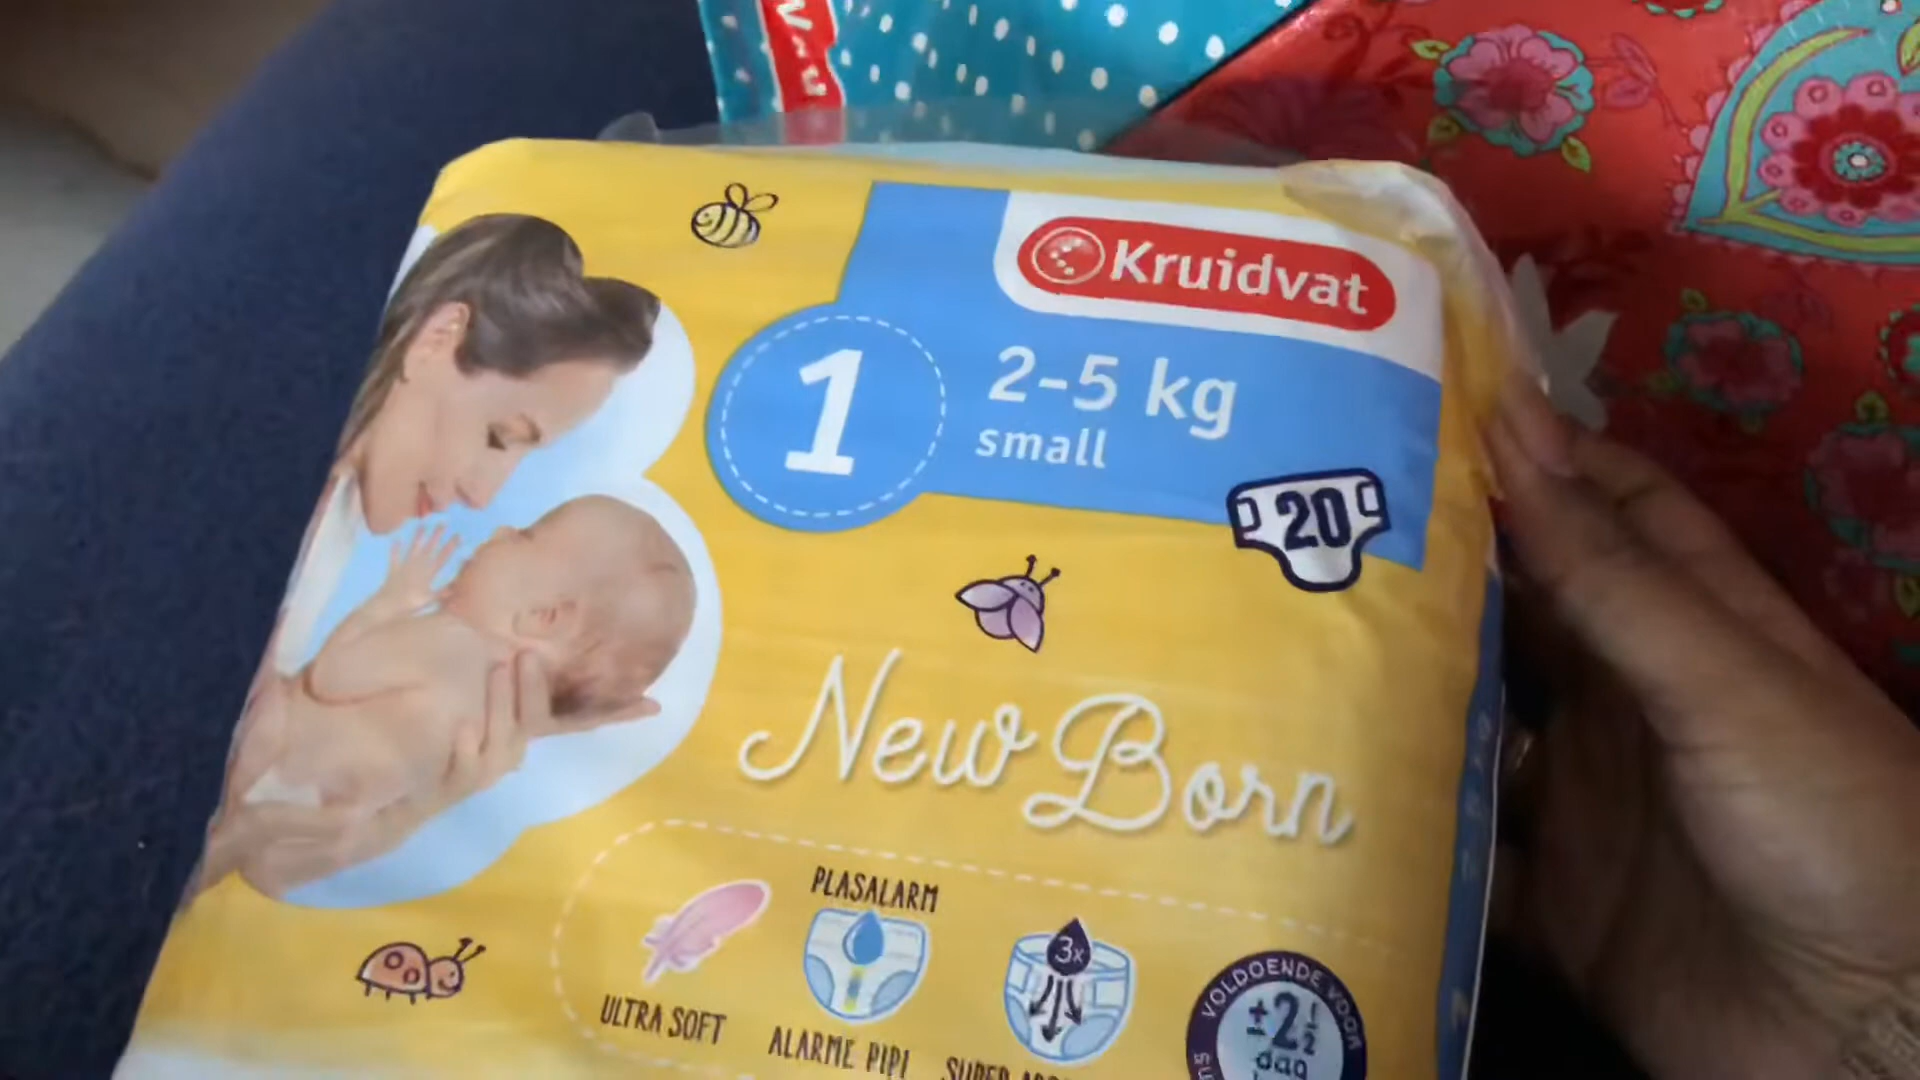 Kruidvat
1
2-5 kg
small
20
New Born
PLASALARM
3x
ULTRA SOFT
ALARME PIPI
SUPER
VOLDOENDE VOOR
±2½
dag